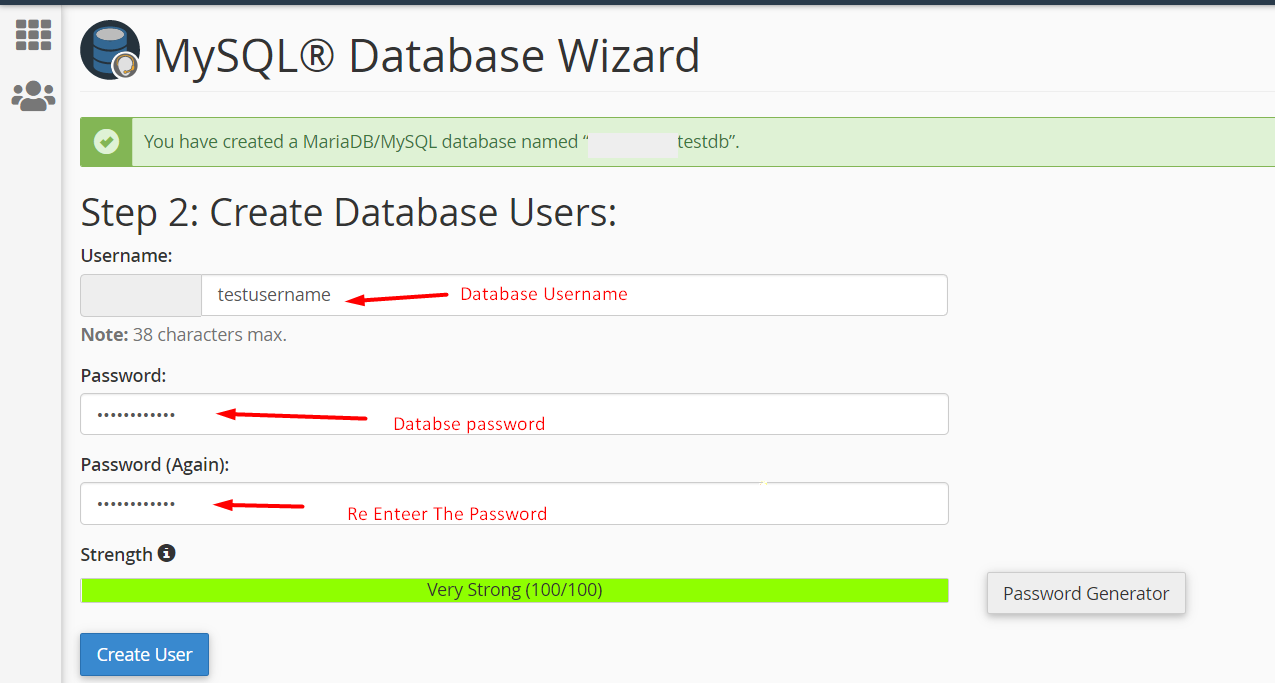 MySQL® Database Wizard
You have created a MariaDB/MySQL database named “ testdb”.
Step 2: Create Database Users:
Username:
testusername
Database Username
Note: 38 characters max.
Password:
••••••••••••
Databse password
Password (Again):
••••••••••••
Re Enteer The Password
Strength
Very Strong (100/100)
Password Generator
Create User